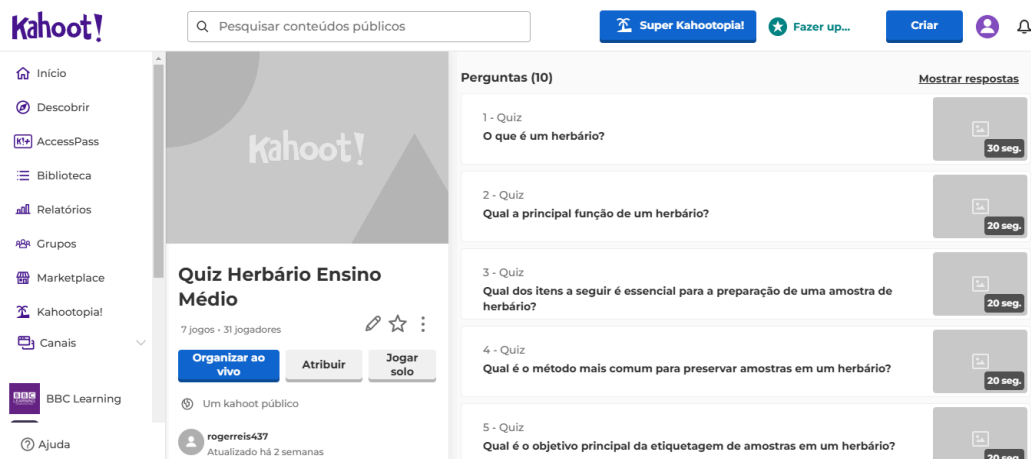 Kahoot!
Pesquisar conteúdos públicos
Super Kahootopia!
Fazer up...
Criar
Início
Descobrir
K!+ AccessPass
Biblioteca
Relatórios
Grupos
Marketplace
Kahootopia!
Canais
BBC LEARNING BBC Learning
Ajuda
Kahoot!
Quiz Herbário Ensino
Médio
7 jogos • 31 jogadores
Organizar ao
vivo
Atribuir
Jogar
solo
Um kahoot público
rogerreis437
Atualizado há 2 semanas
Perguntas (10)
Mostrar respostas
1 - Quiz
O que é um herbário?
30 seg.
2 - Quiz
Qual a principal função de um herbário?
20 seg.
3 - Quiz
Qual dos itens a seguir é essencial para a preparação de uma amostra de
herbário?
20 seg.
4 - Quiz
Qual é o método mais comum para preservar amostras em um herbário?
20 seg.
5 - Quiz
Qual é o objetivo principal da etiquetagem de amostras em um herbário?
20 seg.